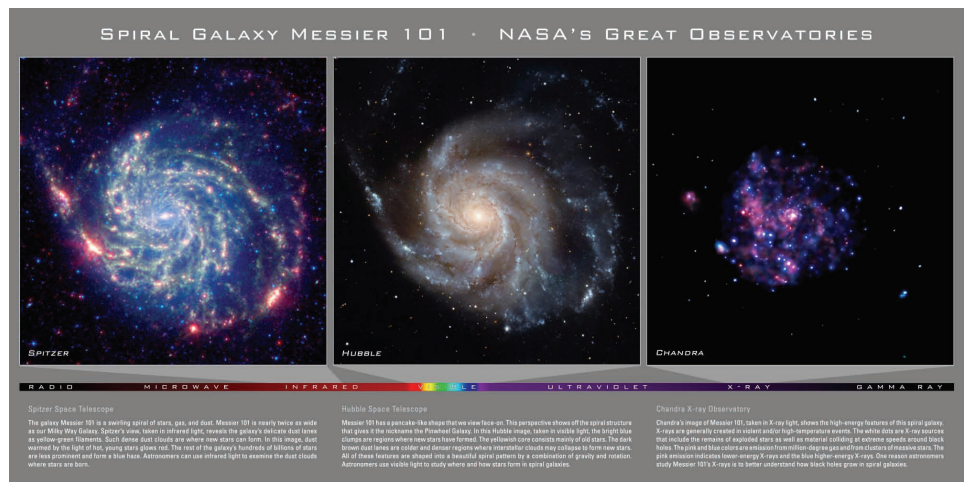 SPIRAL GALAXY MESSIER 101 · NASA'S GREAT OBSERVATORIES
SPITZER
HUBBLE
CHANDRA
RADIO MICROWAVE INFRARED VISIBLE ULTRAVIOLET X-RAY GAMMA RAY
Spitzer Space Telescope
The galaxy Messier 101 is a swirling spiral of stars, gas, and dust. Messier 101 is nearly twice as wide
as our Milky Way Galaxy. Spitzer's view, taken in infrared light, reveals the galaxy's delicate dust lanes
as yellow-green filaments. Such dense dust clouds are where new stars can form. In this image, dust
warmed by the light of hot, young stars glows red. The rest of the galaxy's hundreds of billions of stars
are less prominent and form a blue haze. Astronomers can use infrared light to examine the dust clouds
where stars are born.
Hubble Space Telescope
Messier 101 has a pancake-like shape that we view face-on. This perspective shows off the spiral structure
that gives it the nickname the Pinwheel Galaxy. In this Hubble image, taken in visible light, the bright blue
clumps are regions where new stars have formed. The yellowish core consists mainly of old stars. The dark
brown dust lanes are colder and denser regions where interstellar clouds may collapse to form new stars.
All of these features are shaped into a beautiful spiral pattern by a combination of gravity and rotation.
Astronomers use visible light to study where and how stars form in spiral galaxies.
Chandra X-ray Observatory
Chandra's image of Messier 101, taken in X-ray light, shows the high-energy features of this spiral galaxy.
X-rays are generally created in violent and/or high-temperature events. The white dots are X-ray sources
that include the remains of exploded stars as well as material colliding at extreme speeds around black
holes. The pink and blue colors are emission from million-degree gas and from clusters of massive stars. The
pink emission indicates lower-energy X-rays and the blue higher-energy X-rays. One reason astronomers
study Messier 101's X-rays is to better understand how black holes grow in spiral galaxies.